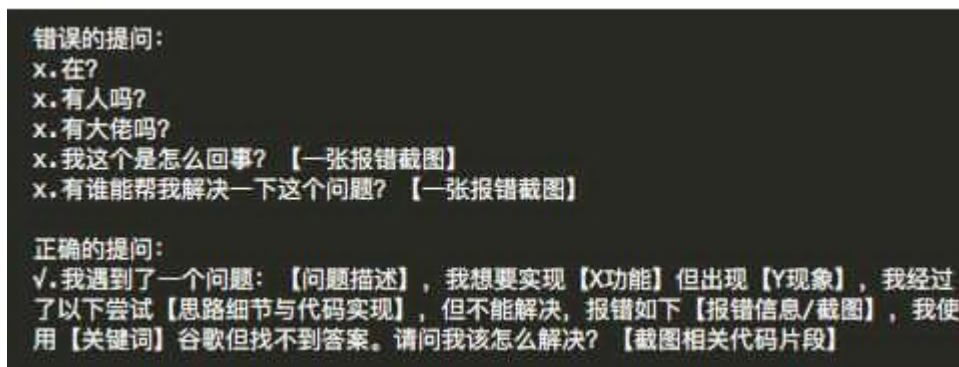 错误的提问：
x.在？
x.有人吗？
x.有大佬吗？
x.我这个是怎么回事？【一张报错截图】
x.有谁能帮我解决一下这个问题？【一张报错截图】
正确的提问：
√.我遇到了一个问题：【问题描述】，我想要实现【X功能】但出现【Y现象】，我经过
了以下尝试【思路细节与代码实现】，但不能解决，报错如下【报错信息/截图】，我使
用【关键词】谷歌但找不到答案。请问我该怎么解决？【截图相关代码片段】